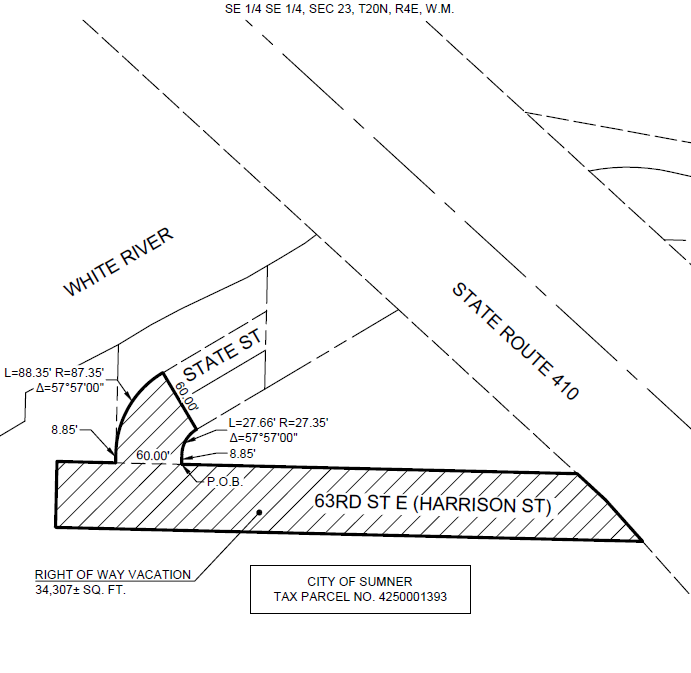 SE 1/4 SE 1/4, SEC 23, T20N, R4E, W.M.
WHITE RIVER
STATE ROUTE 410
STATE ST
L=88.35' R=87.35'
Δ=57°57'00"
60.00'
8.85'
L=27.66' R=27.35'
Δ=57°57'00"
8.85'
60.00'
P.O.B.
63RD ST E (HARRISON ST)
RIGHT OF WAY VACATION
34,307± SQ. FT.
CITY OF SUMNER
TAX PARCEL NO. 4250001393